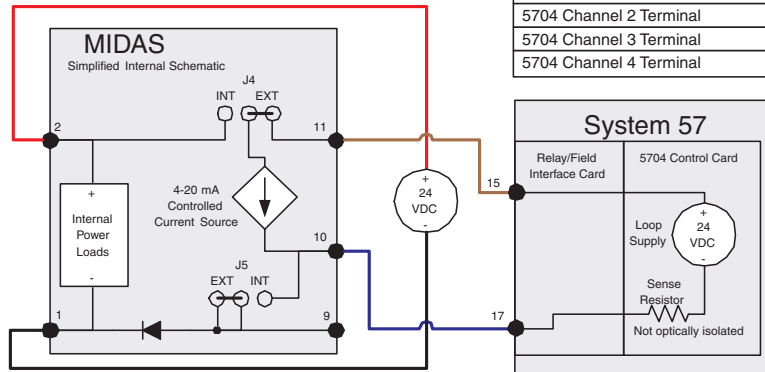 5704 Channel 2 Terminal
5704 Channel 3 Terminal
5704 Channel 4 Terminal
MIDAS
Simplified Internal Schematic
J4
INT EXT
2
11
+
Internal
Power
Loads
-
4-20 mA
Controlled
Current Source
10
J5
EXT INT
1
9
+
24
VDC
-
System 57
Relay/Field
Interface Card
5704 Control Card
15
Loop
Supply
+
24
VDC
-
Sense
Resistor
17
Not optically isolated